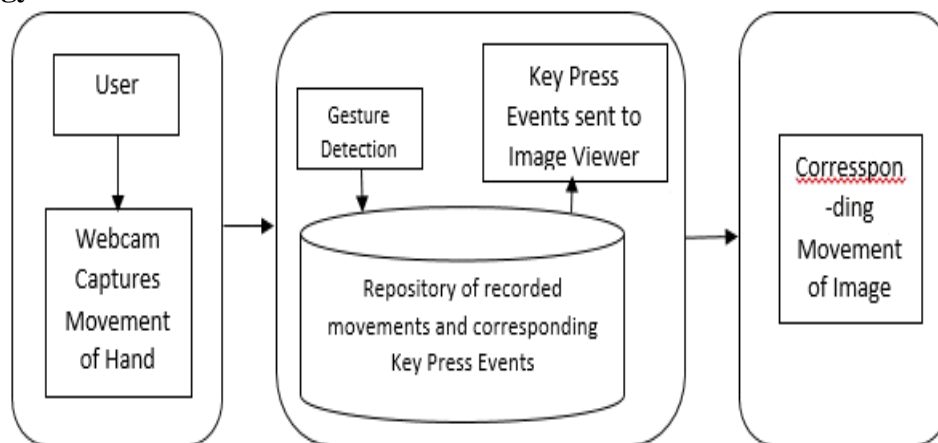 gy
User
Webcam
Captures
Movement
of Hand
Gesture
Detection
Key Press
Events sent to
Image Viewer
Repository of recorded
movements and corresponding
Key Press Events
Corresspon
-ding
Movement
of Image